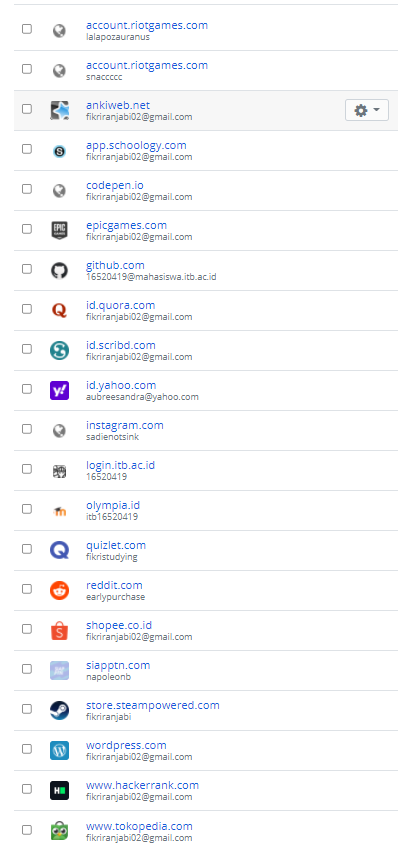 account.riotgames.com
lalapozauranus
account.riotgames.com
snaccccc
ankiweb.net
fikriranjabi02@gmail.com
app.schoology.com
fikriranjabi02@gmail.com
codepen.io
fikriranjabi02@gmail.com
epicgames.com
fikriranjabi02@gmail.com
github.com
16520419@mahasiswa.itb.ac.id
id.quora.com
fikriranjabi02@gmail.com
id.scribd.com
fikriranjabi02@gmail.com
id.yahoo.com
aubreesandra@yahoo.com
instagram.com
sadienotsink
login.itb.ac.id
16520419
olympia.id
itb16520419
quizlet.com
fikristudying
reddit.com
earlypurchase
shopee.co.id
fikriranjabi02@gmail.com
siapptn.com
napoleonb
store.steampowered.com
fikriranjabi
wordpress.com
fikriranjabi02@gmail.com
www.hackerrank.com
fikriranjabi02@gmail.com
www.tokopedia.com
fikriranjabi02@gmail.com